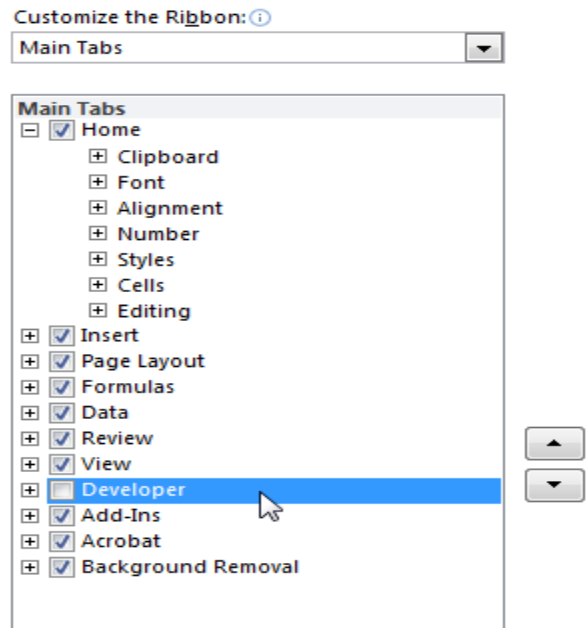 Customize the Ribbon:
Main Tabs
Main Tabs
Home
Clipboard
Font
Alignment
Number
Styles
Cells
Editing
Insert
Page Layout
Formulas
Data
Review
View
Developer
Add-Ins
Acrobat
Background Removal